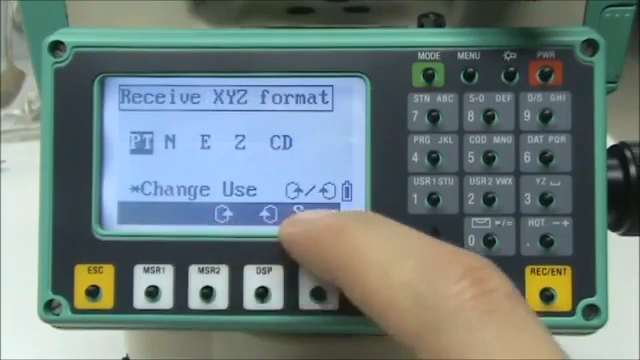 Receive XYZ format
PT N E Z CD
*Change Use /
MODE MENU PWR
STN ABC S-O DEF O/S GHI
7 8 9
PRG JKL COD MNO DAT PQR
4 5 6
USR1 STU USR2 VWX YZ
1 2 3
≠/= HOT -+
0 .
ESC MSR1 MSR2 DSP REC/ENT